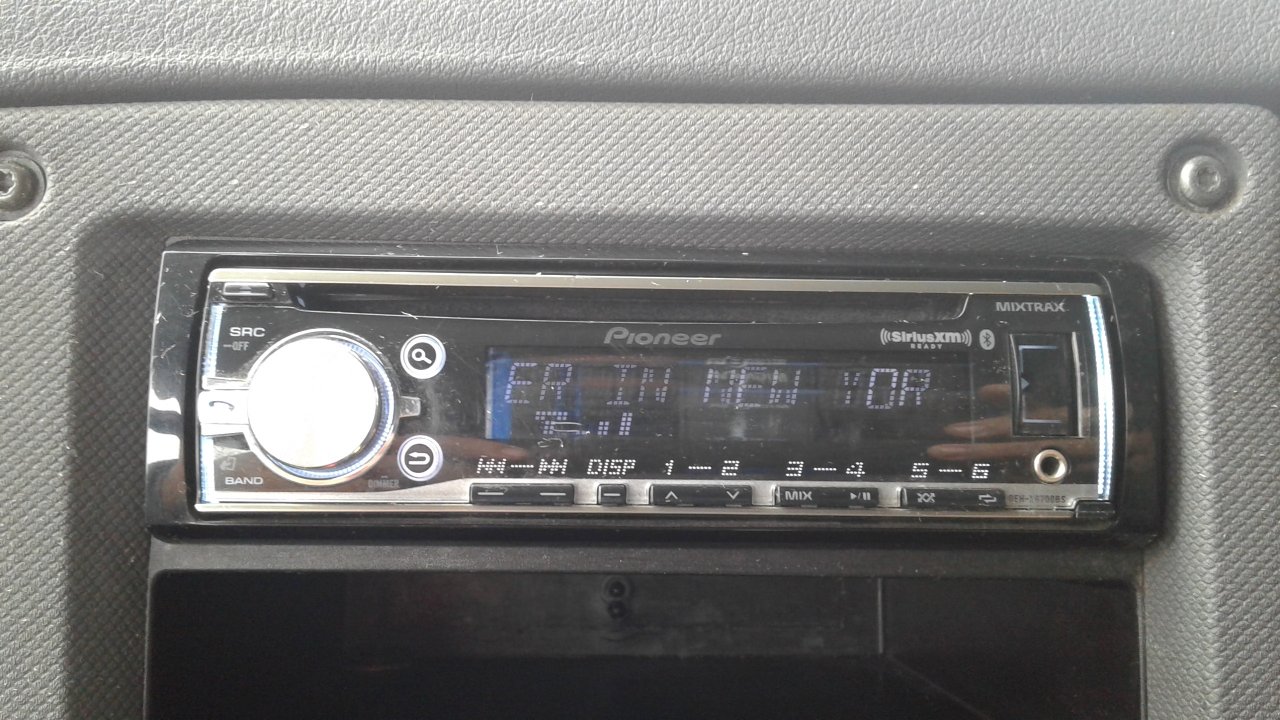 MIXTRAX
SRC
OFF
Pioneer
((SiriusXM))
READY
ER IN NEW YOR
DISP 1 2 3 4 5 6
BAND
DIMMER
MIX